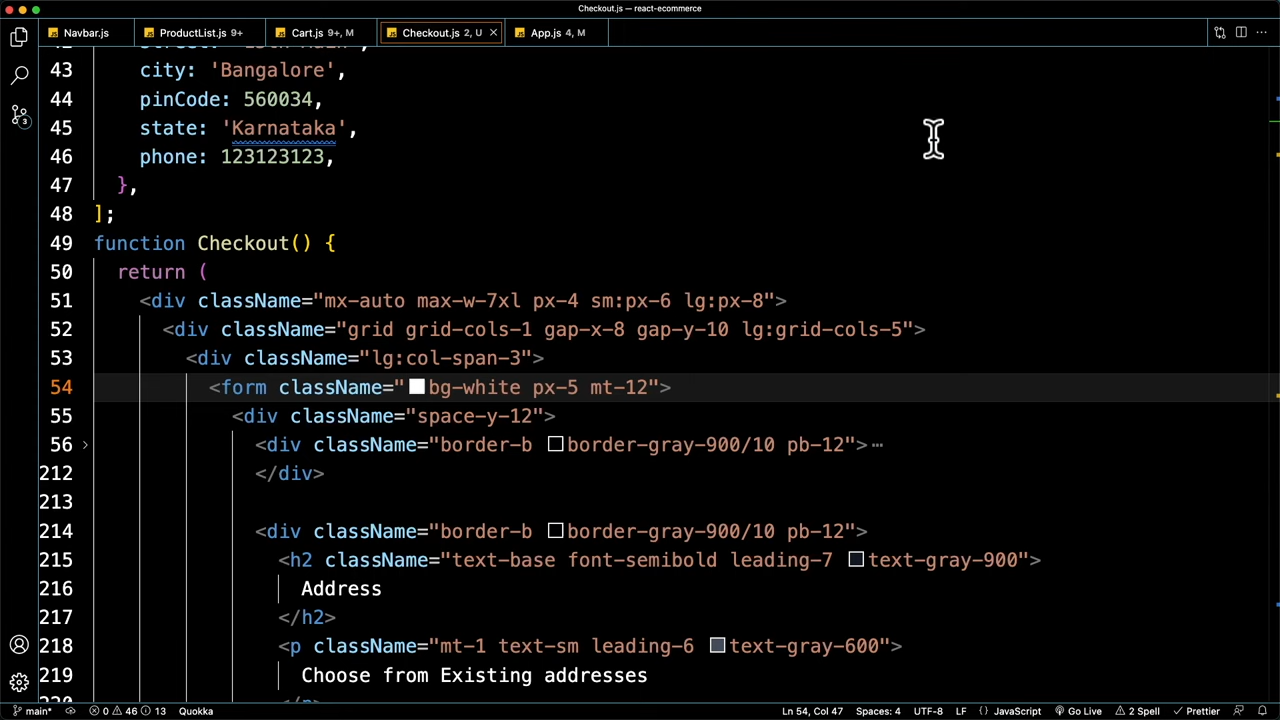 Checkout.js — react-ecommerce
Navbar.js
ProductList.js 9+
Cart.js 9+, M
Checkout.js 2, U
App.js 4, M
43 city: 'Bangalore',
44 pinCode: 560034,
45 state: 'Karnataka',
46 phone: 123123123,
47 },
48 ];
49 function Checkout() {
50 return (
51 <div className="mx-auto max-w-7xl px-4 sm:px-6 lg:px-8">
52 <div className="grid grid-cols-1 gap-x-8 gap-y-10 lg:grid-cols-5">
53 <div className="lg:col-span-3">
54 <form className="bg-white px-5 mt-12">
55 <div className="space-y-12">
56 <div className="border-b border-gray-900/10 pb-12">
212 </div>
213
214 <div className="border-b border-gray-900/10 pb-12">
215 <h2 className="text-base font-semibold leading-7 text-gray-900">
216 Address
217 </h2>
218 <p className="mt-1 text-sm leading-6 text-gray-600">
219 Choose from Existing addresses
3
main*
0 46 13
Quokka
Ln 54, Col 47
Spaces: 4
UTF-8
LF
{} JavaScript
Go Live
2 Spell
Prettier